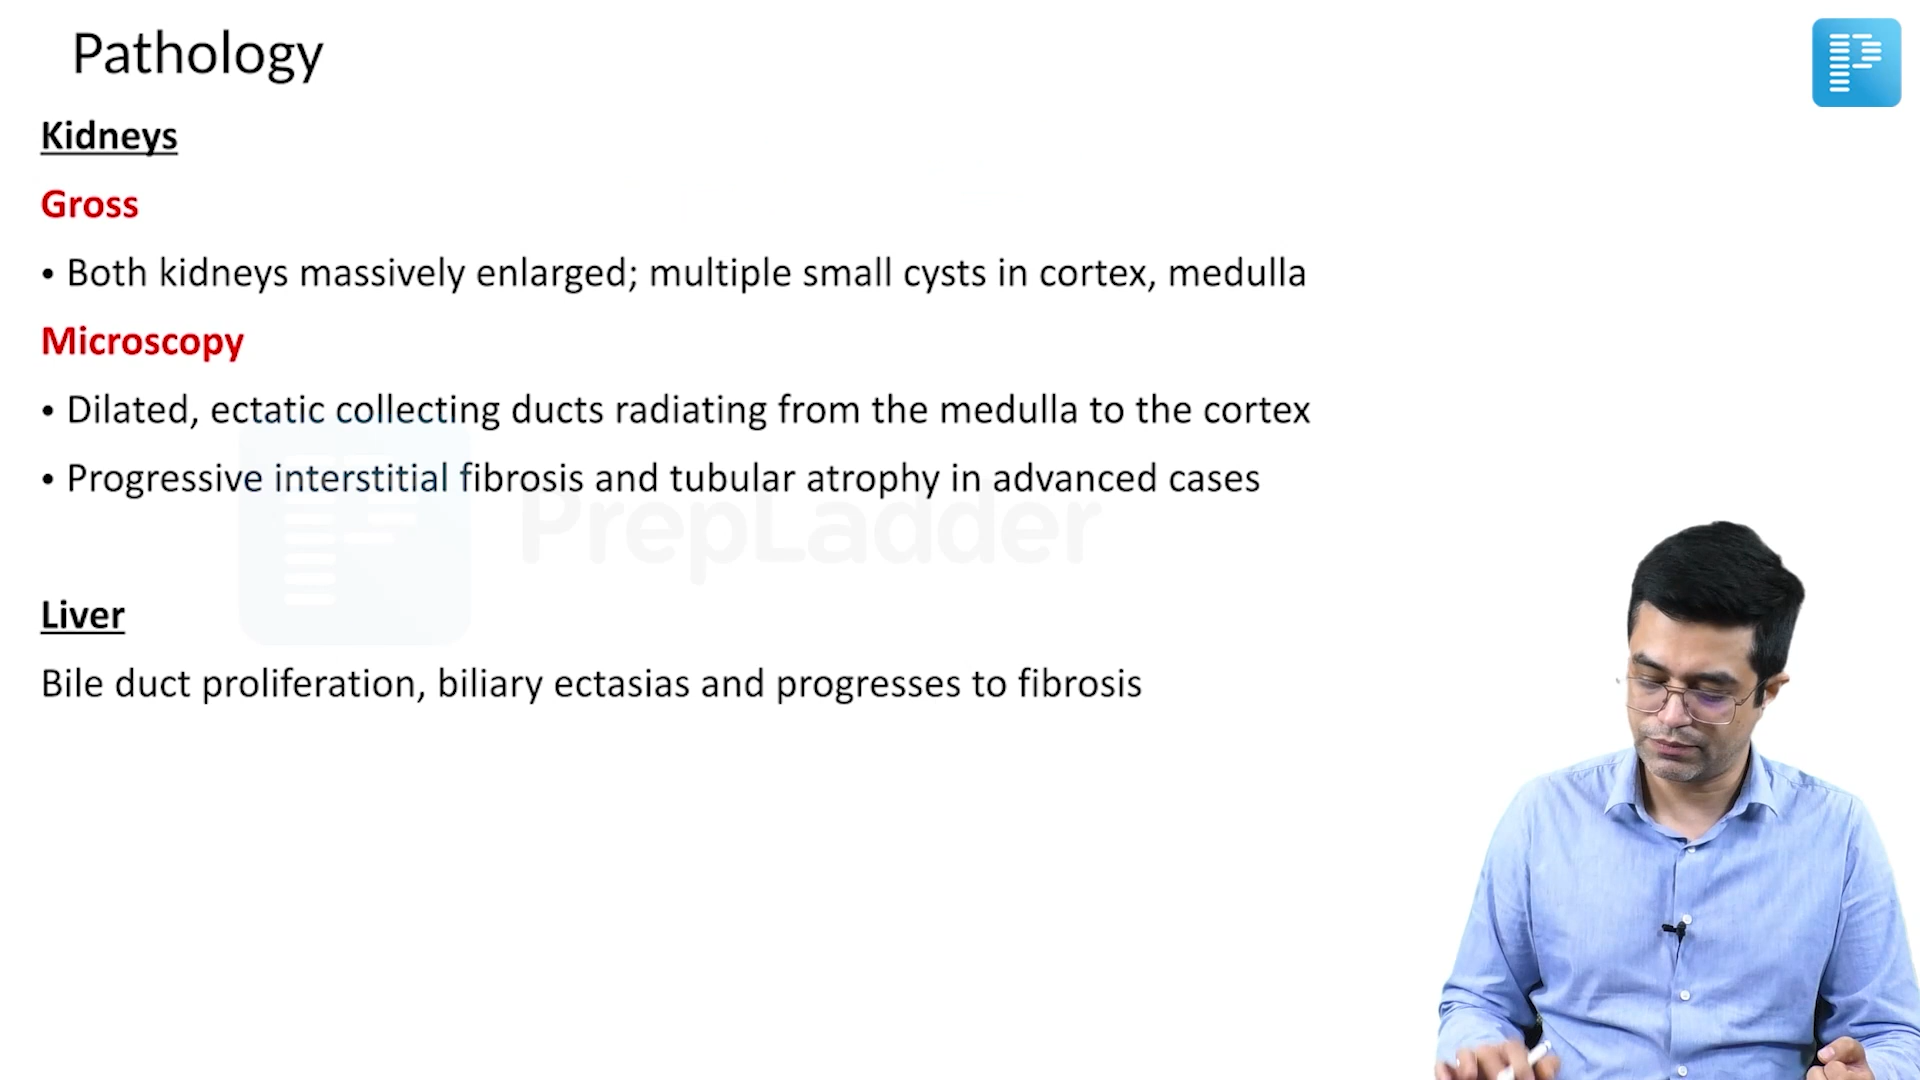 Pathology
Kidneys
Gross
• Both kidneys massively enlarged; multiple small cysts in cortex, medulla
Microscopy
• Dilated, ectatic collecting ducts radiating from the medulla to the cortex
• Progressive interstitial fibrosis and tubular atrophy in advanced cases
PrepLadder
Liver
Bile duct proliferation, biliary ectasias and progresses to fibrosis